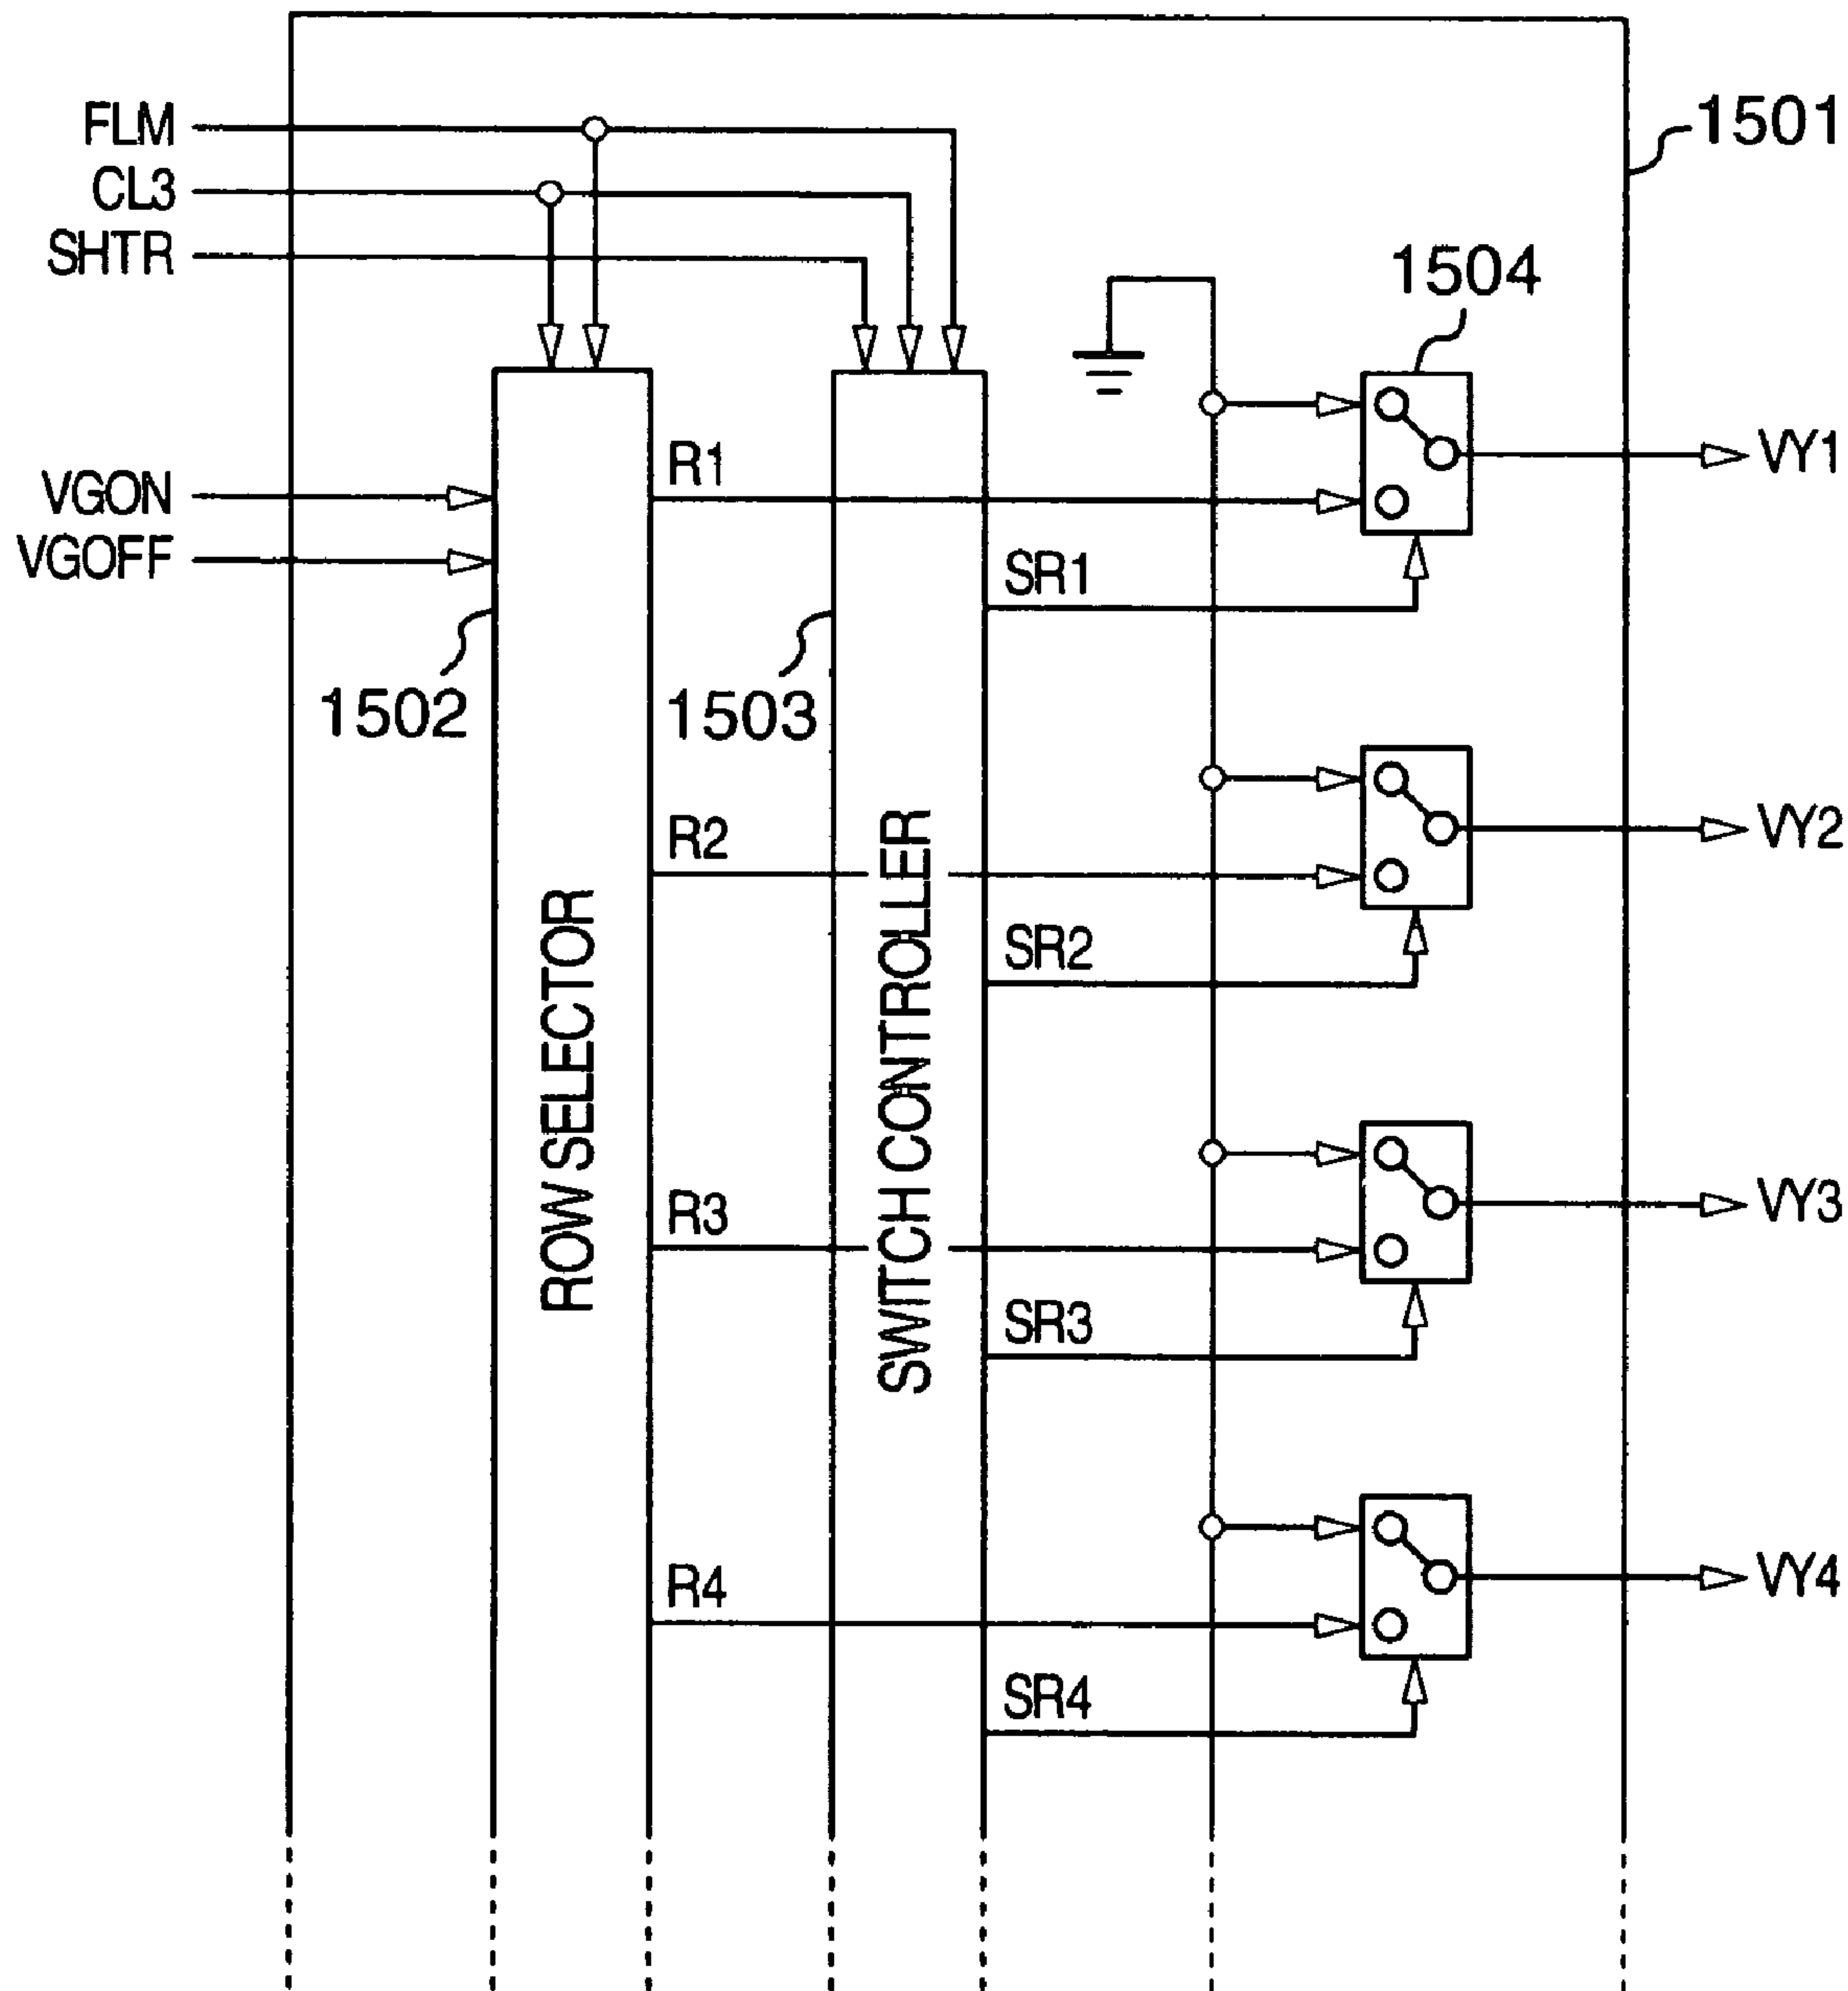 FLM
1501
CL3
SHTR
1504
VY1
R1
VGON
VGOFF
SR1
1502
1503
VY2
R2
SR2
ROW SELECTOR
SWITCH CONTROLLER
VY3
R3
SR3
VY4
R4
SR4